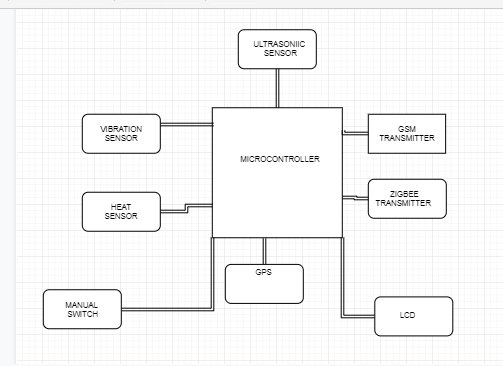 ULTRASONIIC
SENSOR
VIBRATION
SENSOR
GSM
TRANSMITTER
MICROCONTROLLER
HEAT
SENSOR
ZIGBEE
TRANSMITTER
GPS
MANUAL
SWITCH
LCD